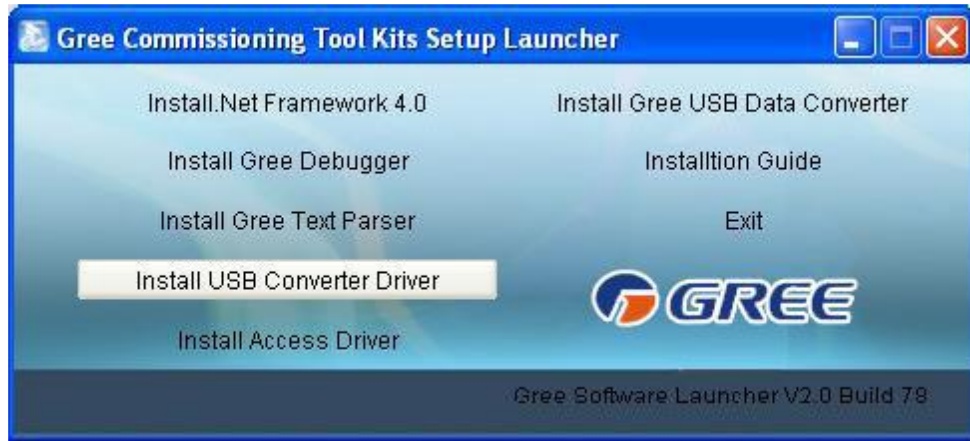 Gree Commissioning Tool Kits Setup Launcher
Install.Net Framework 4.0
Install Gree USB Data Converter
Install Gree Debugger
Installtion Guide
Install Gree Text Parser
Exit
Install USB Converter Driver
GREE
Install Access Driver
Gree Software Launcher V2.0 Build 78